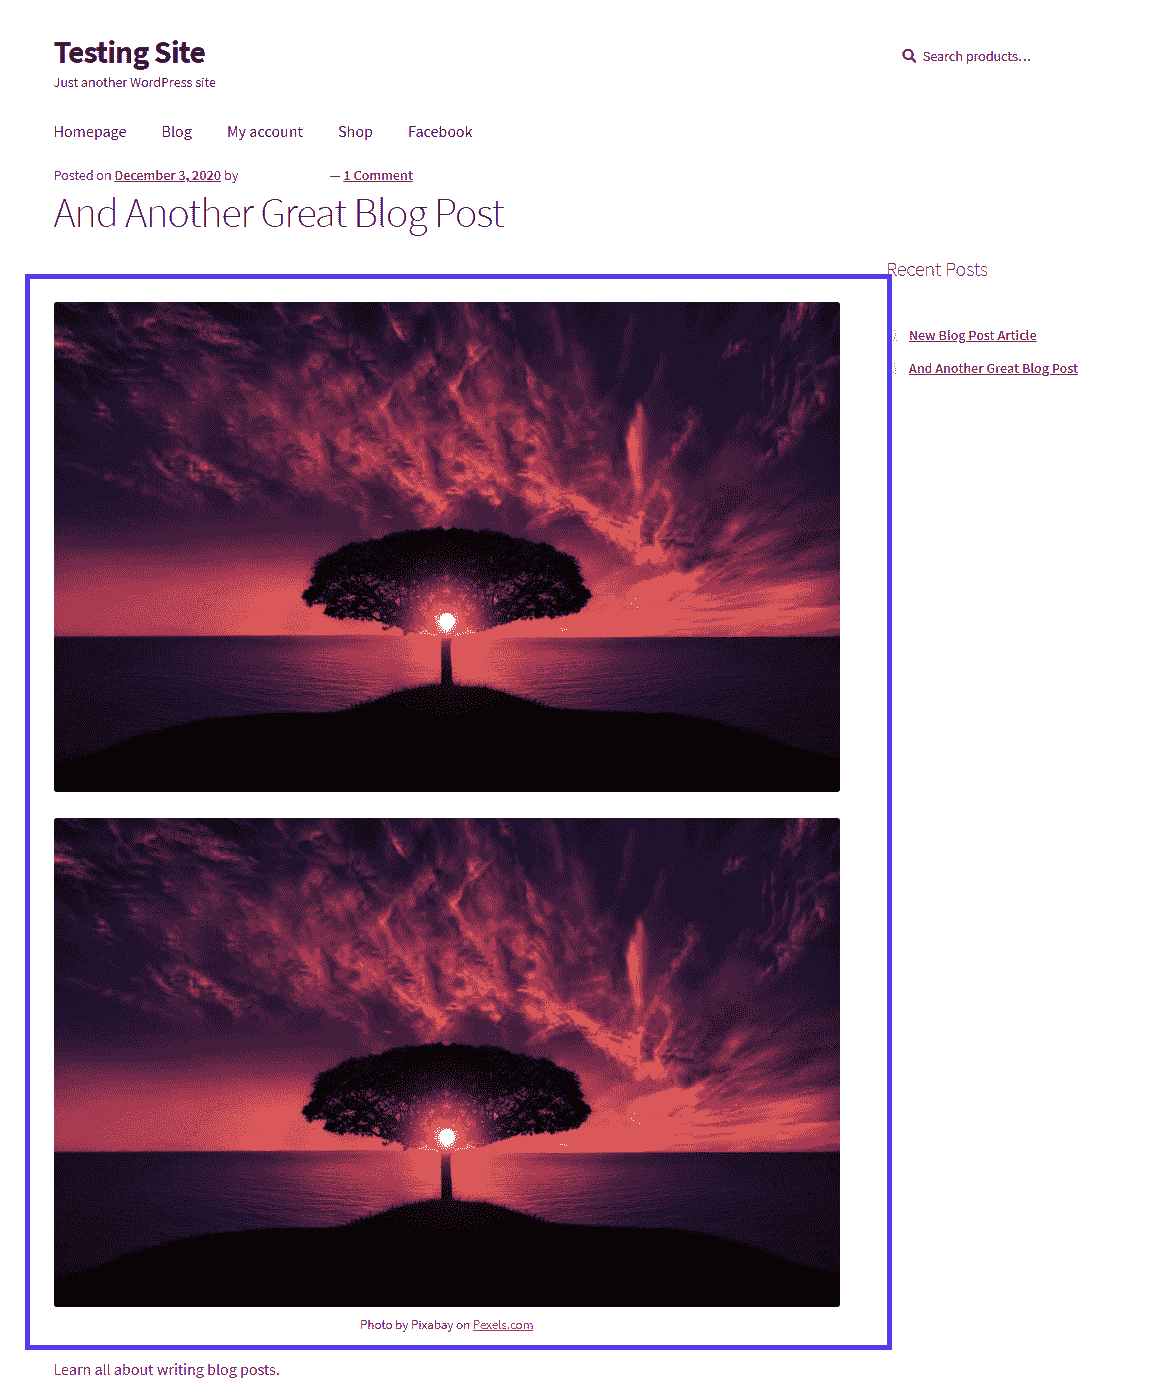 Testing Site
Just another WordPress site
Search products…
Homepage Blog My account Shop Facebook
Posted on December 3, 2020 by — 1 Comment
And Another Great Blog Post
Recent Posts
New Blog Post Article
And Another Great Blog Post
Photo by Pixabay on Pexels.com
Learn all about writing blog posts.